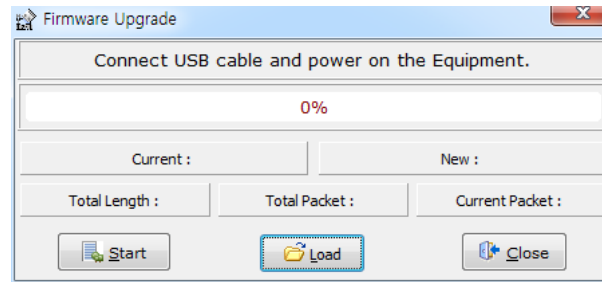 Firmware Upgrade
Connect USB cable and power on the Equipment.
0%
Current : New :
Total Length : Total Packet : Current Packet :
Start Load Close